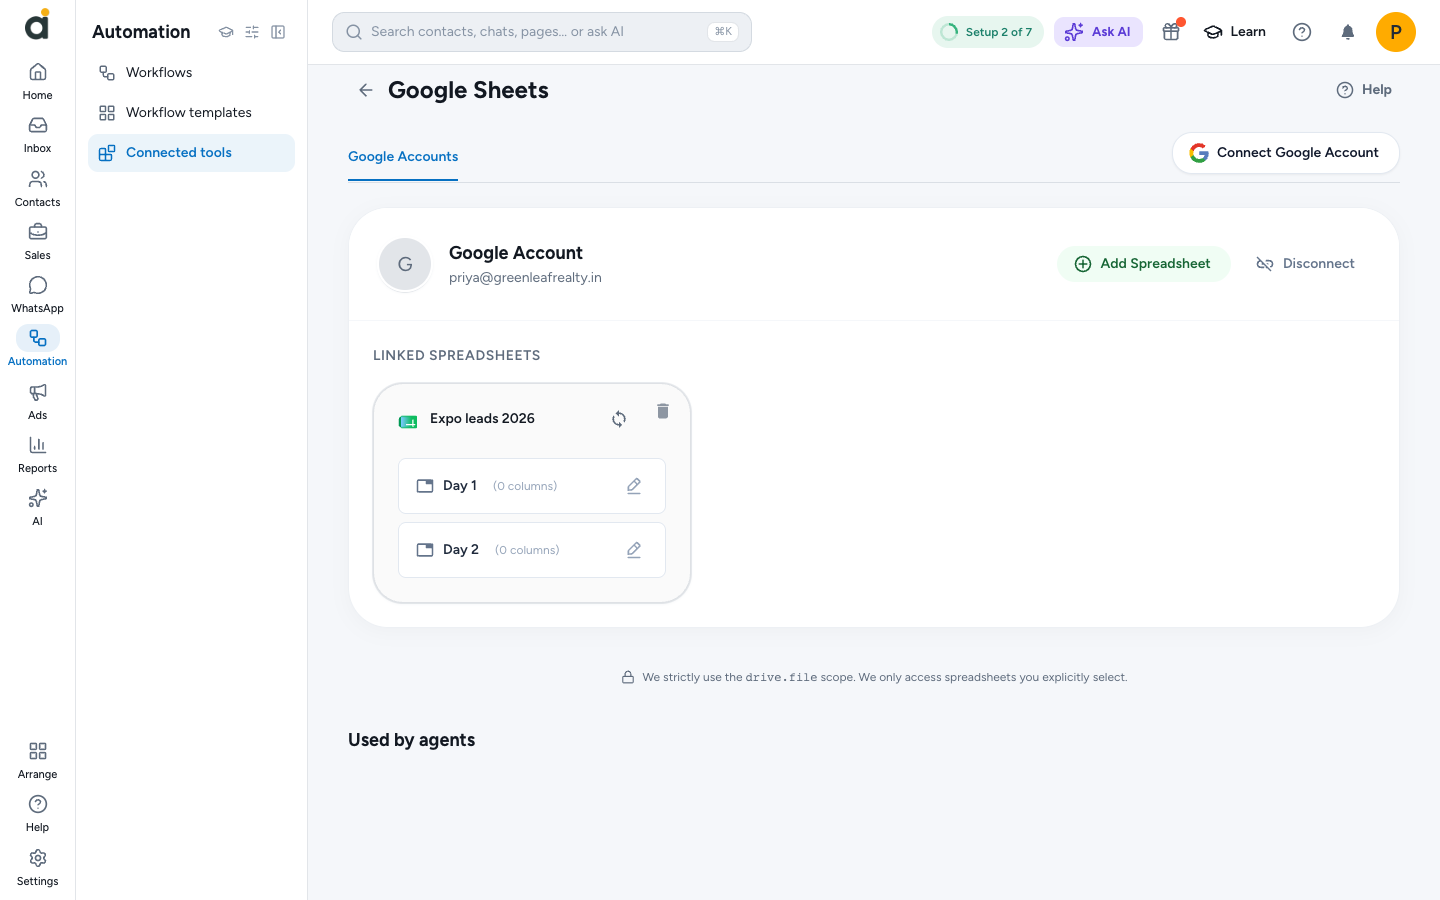 Automation
Search contacts, chats, pages... or ask AI
⌘K
Setup 2 of 7
Ask AI
Learn
P
Home
Inbox
Contacts
Sales
WhatsApp
Automation
Ads
Reports
AI
Arrange
Help
Settings
Workflows
Workflow templates
Connected tools
Google Sheets
Help
Google Accounts
Connect Google Account
G
Google Account
priya@greenleafrealty.in
Add Spreadsheet
Disconnect
LINKED SPREADSHEETS
Expo leads 2026
Day 1 (0 columns)
Day 2 (0 columns)
We strictly use the drive.file scope. We only access spreadsheets you explicitly select.
Used by agents